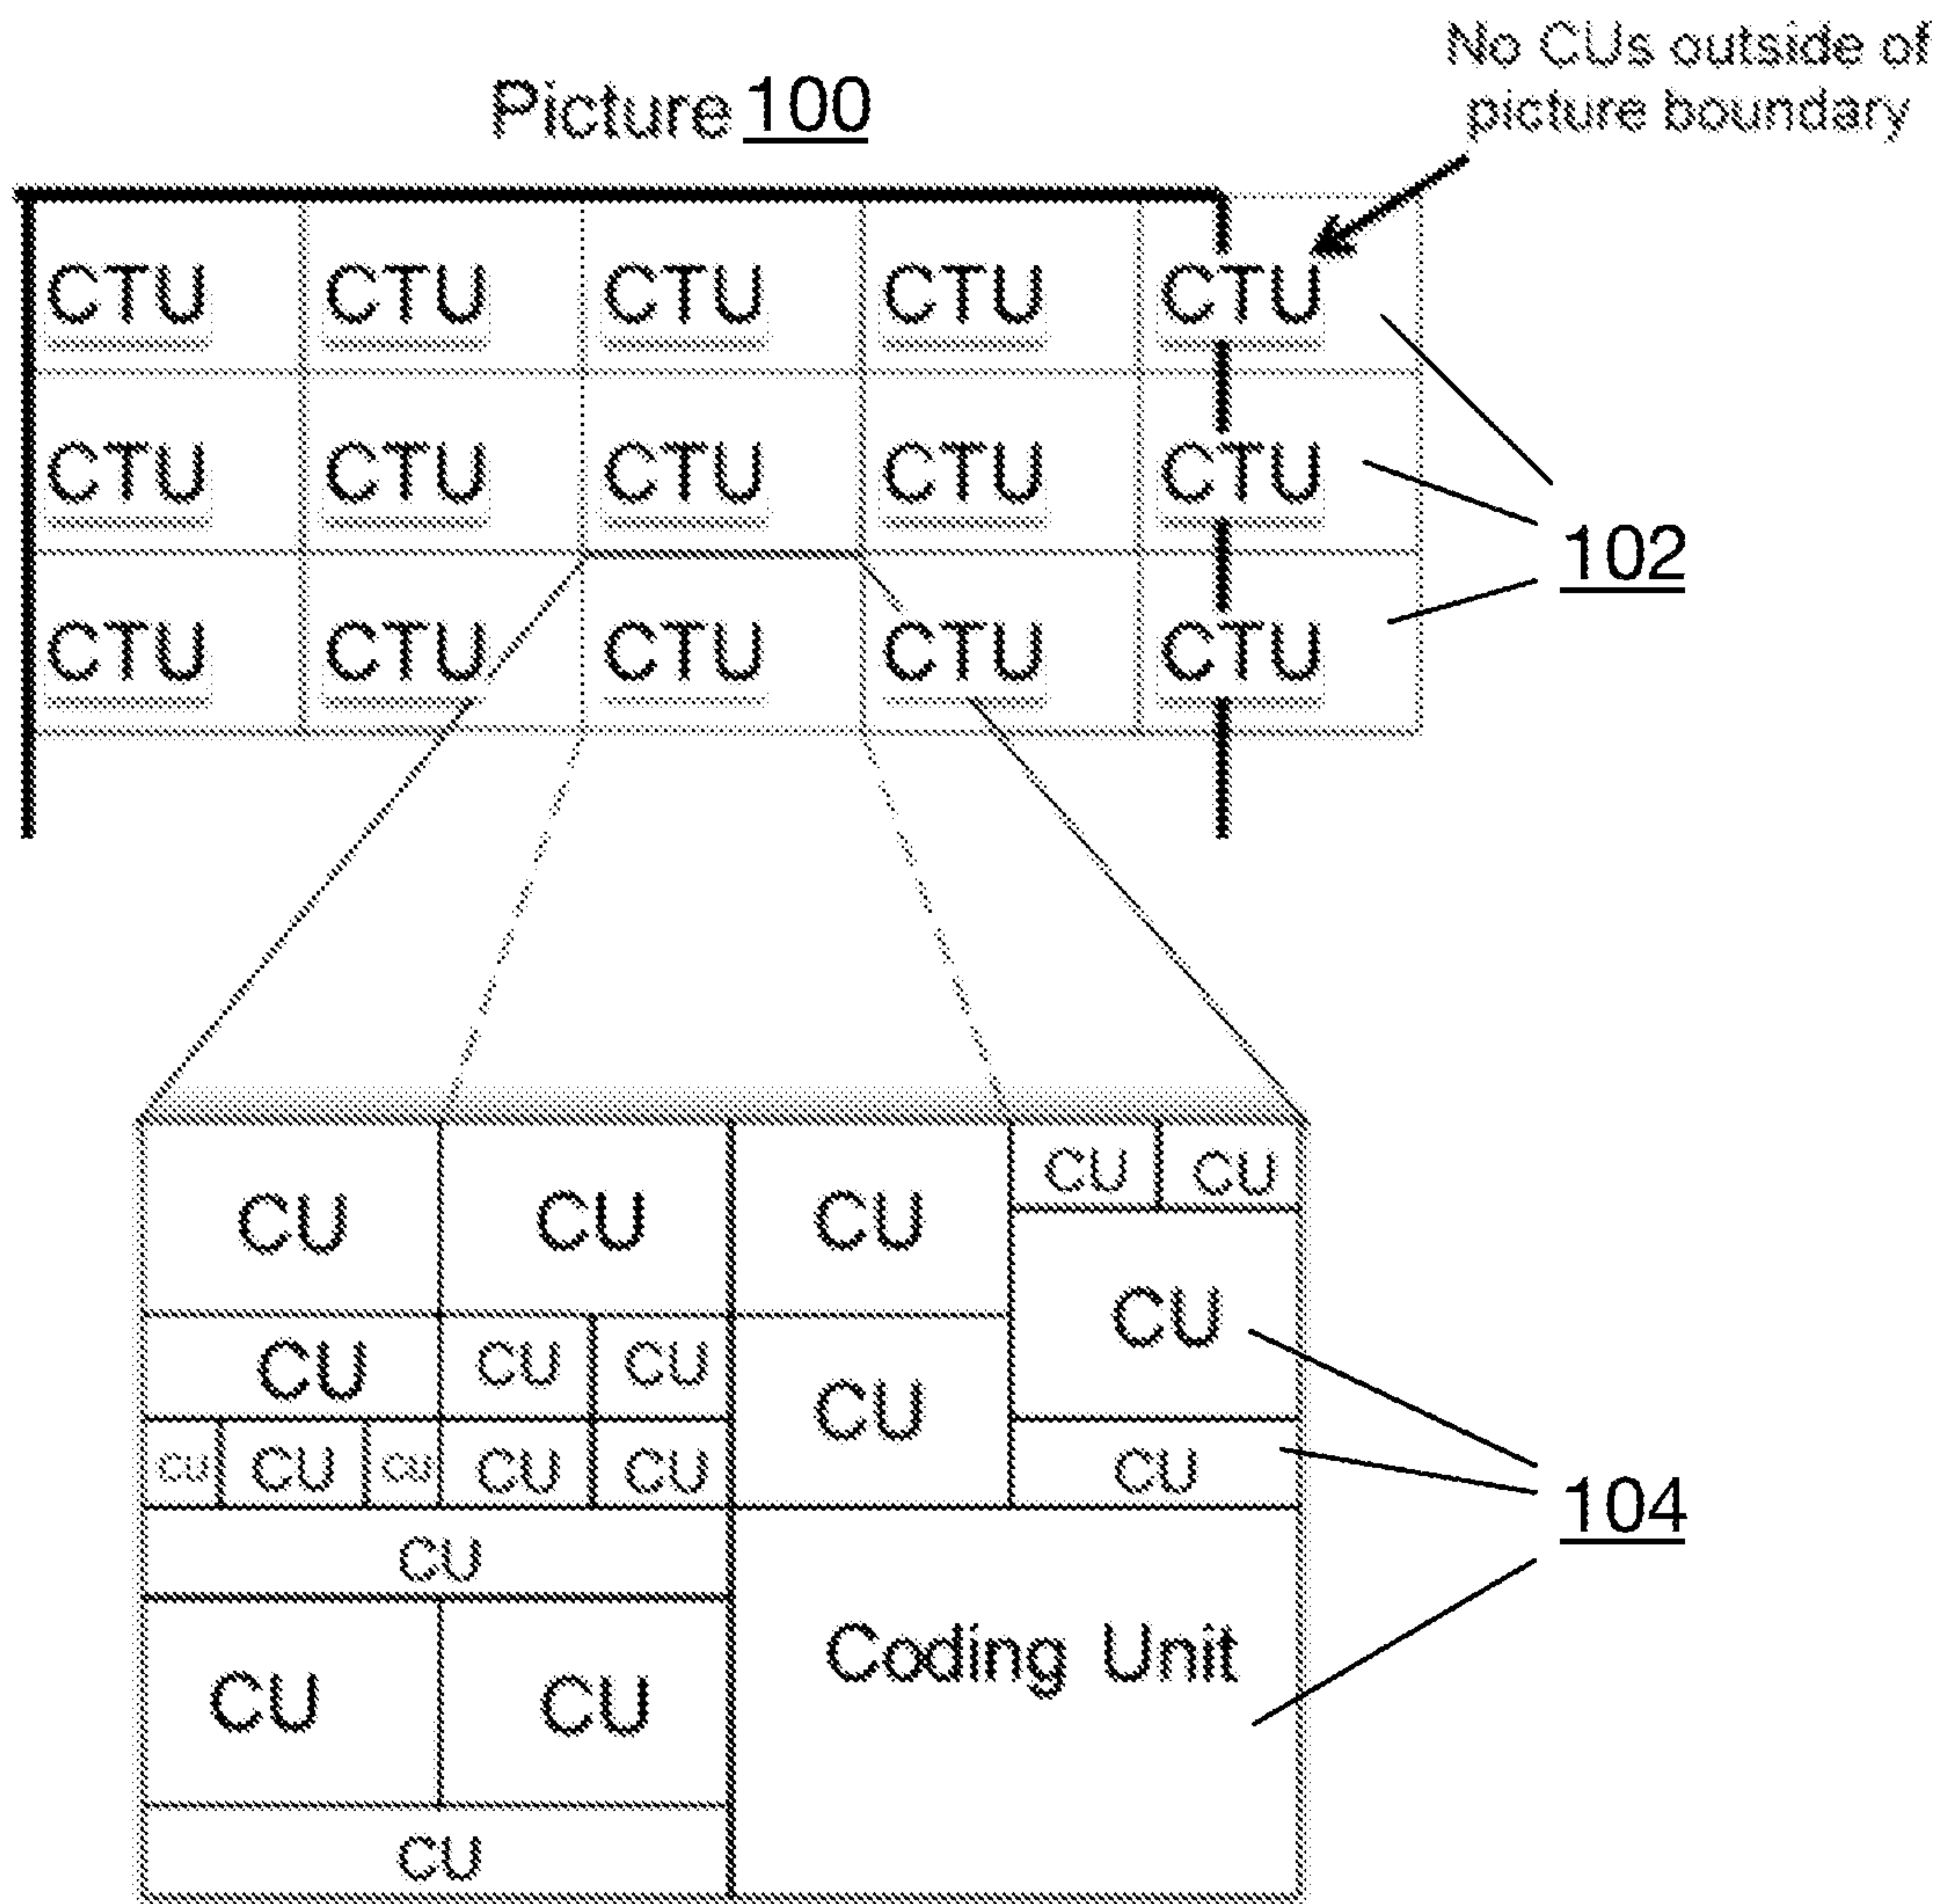 No CUs outside of
picture boundary
Picture 100
CTU CTU CTU CTU CTU
CTU CTU CTU CTU CTU
102
CTU CTU CTU CTU CTU
CU CU
CU CU CU
CU
CU CU CU
CU
CU CU CU CU CU
CU
104
CU
Coding Unit
CU CU
CU